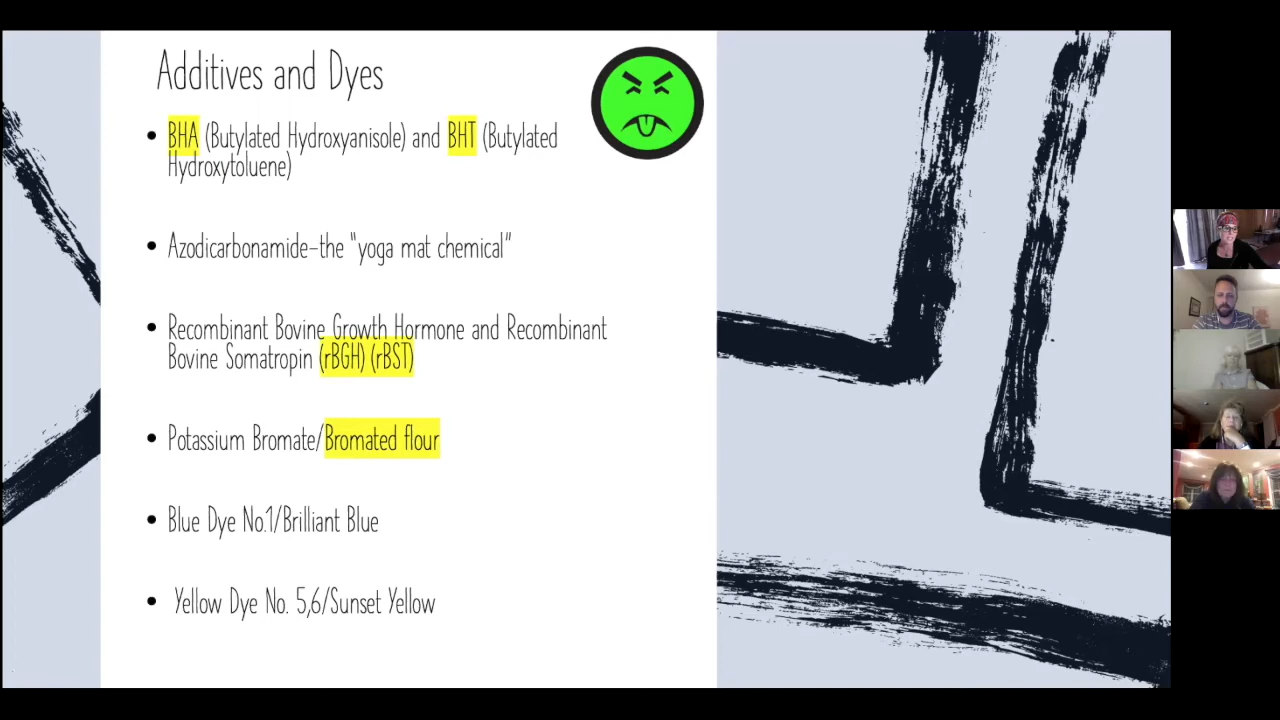 Additives and Dyes
• BHA (Butylated Hydroxyanisole) and BHT (Butylated
Hydroxytoluene)
• Azodicarbonamide-the "yoga mat chemical"
• Recombinant Bovine Growth Hormone and Recombinant
Bovine Somatropin (rBGH) (rBST)
• Potassium Bromate/Bromated flour
• Blue Dye No.1/Brilliant Blue
• Yellow Dye No. 5,6/Sunset Yellow